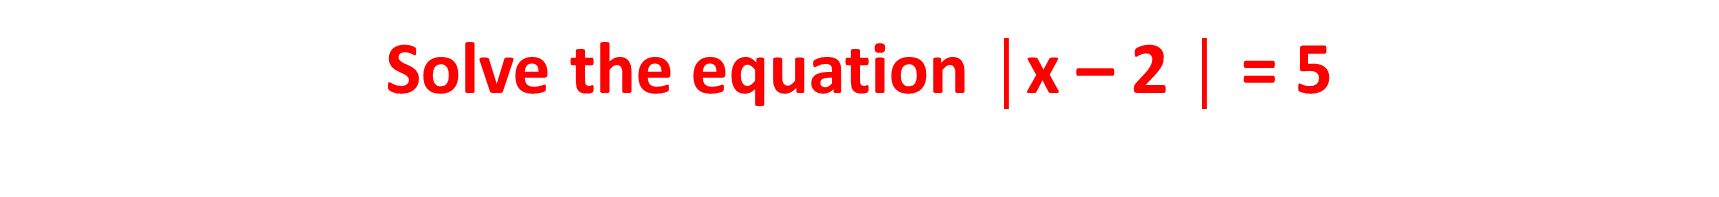 Solve the equation |x – 2 | = 5